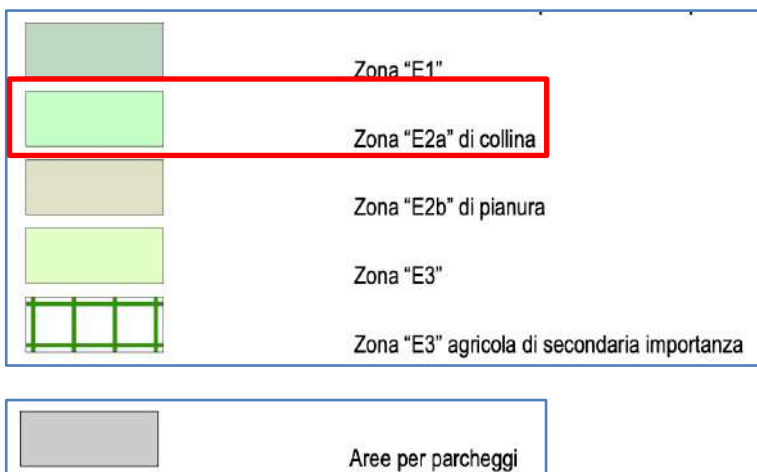 Zona “E1”
Zona “E2a” di collina
Zona “E2b” di pianura
Zona “E3”
Zona “E3” agricola di secondaria importanza
Aree per parcheggi